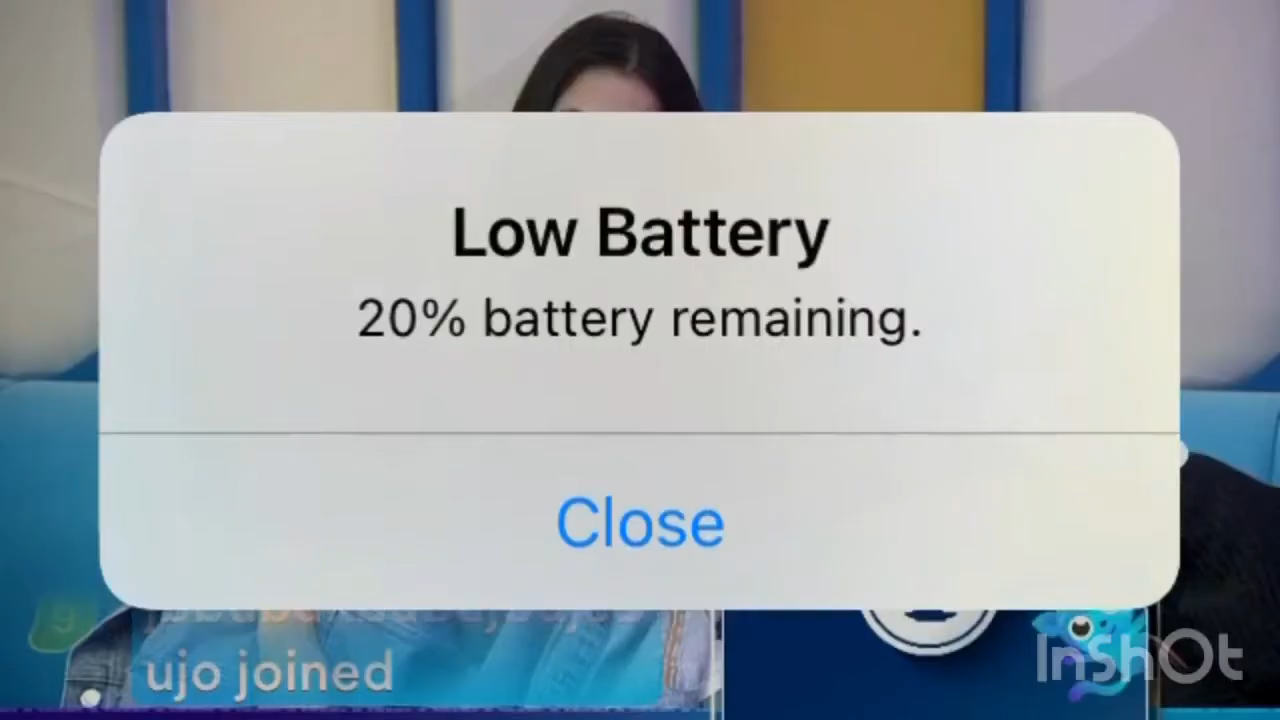 Low Battery
20% battery remaining.
Close
ujo joined
InShOt